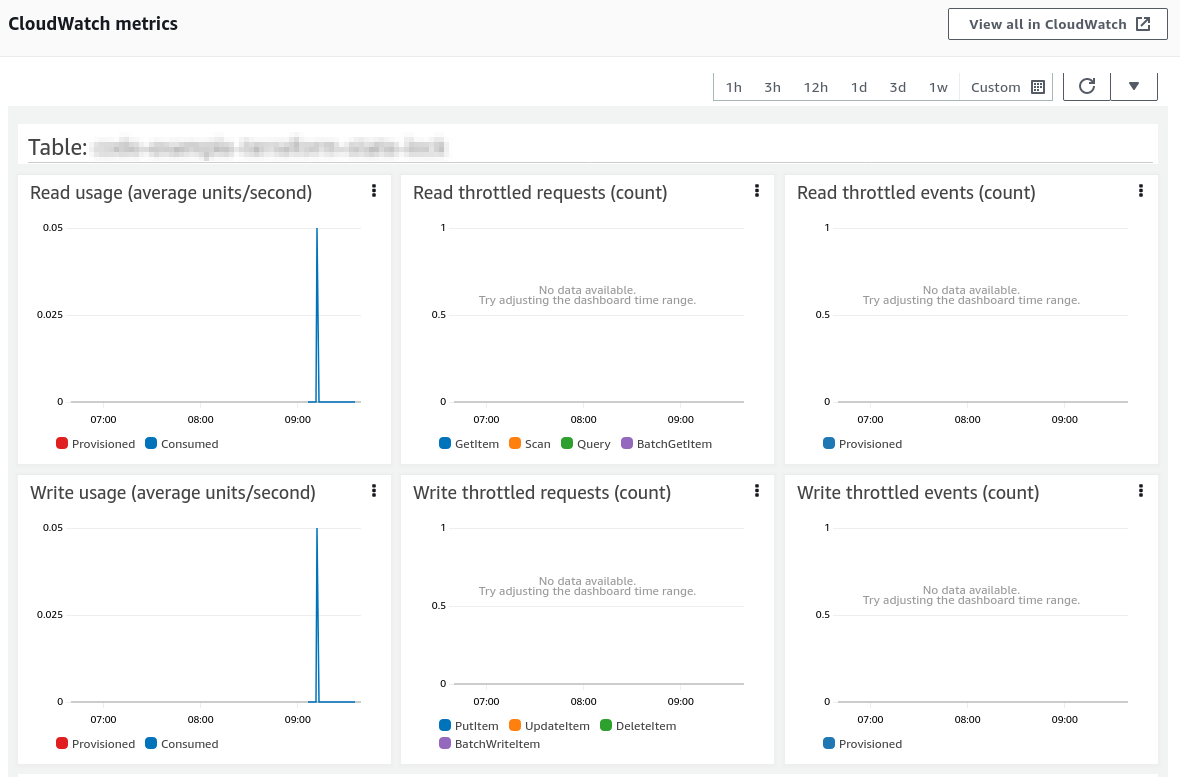 CloudWatch metrics
View all in CloudWatch
1h 3h 12h 1d 3d 1w Custom
Table:
Read usage (average units/second)
0.05
0.025
0
07:00 08:00 09:00
Provisioned Consumed
Read throttled requests (count)
1
No data available.
Try adjusting the dashboard time range.
0.5
0
07:00 08:00 09:00
GetItem Scan Query BatchGetItem
Read throttled events (count)
1
No data available.
Try adjusting the dashboard time range.
0.5
0
07:00 08:00 09:00
Provisioned
Write usage (average units/second)
0.05
0.025
0
07:00 08:00 09:00
Provisioned Consumed
Write throttled requests (count)
1
No data available.
Try adjusting the dashboard time range.
0.5
0
07:00 08:00 09:00
PutItem UpdateItem DeleteItem
BatchWriteItem
Write throttled events (count)
1
No data available.
Try adjusting the dashboard time range.
0.5
0
07:00 08:00 09:00
Provisioned